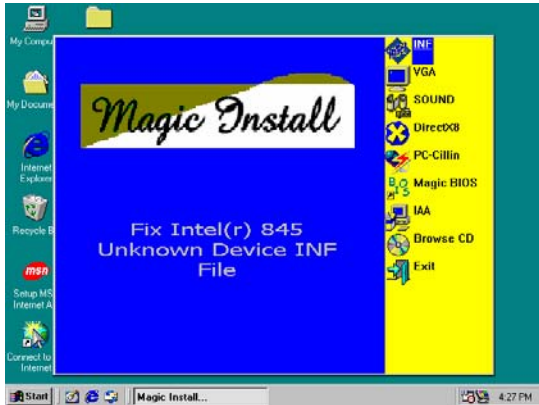 My Compu
My Docume
Internet
Explorer
Recycle B
msn
Setup MS
Internet A
Connect to
Internet
Magic Install
Fix Intel(r) 845
Unknown Device INF
File
INF
VGA
SOUND
DirectX8
PC-Cillin
Magic BIOS
IAA
Browse CD
Exit
Start
Magic Install...
4:27 PM